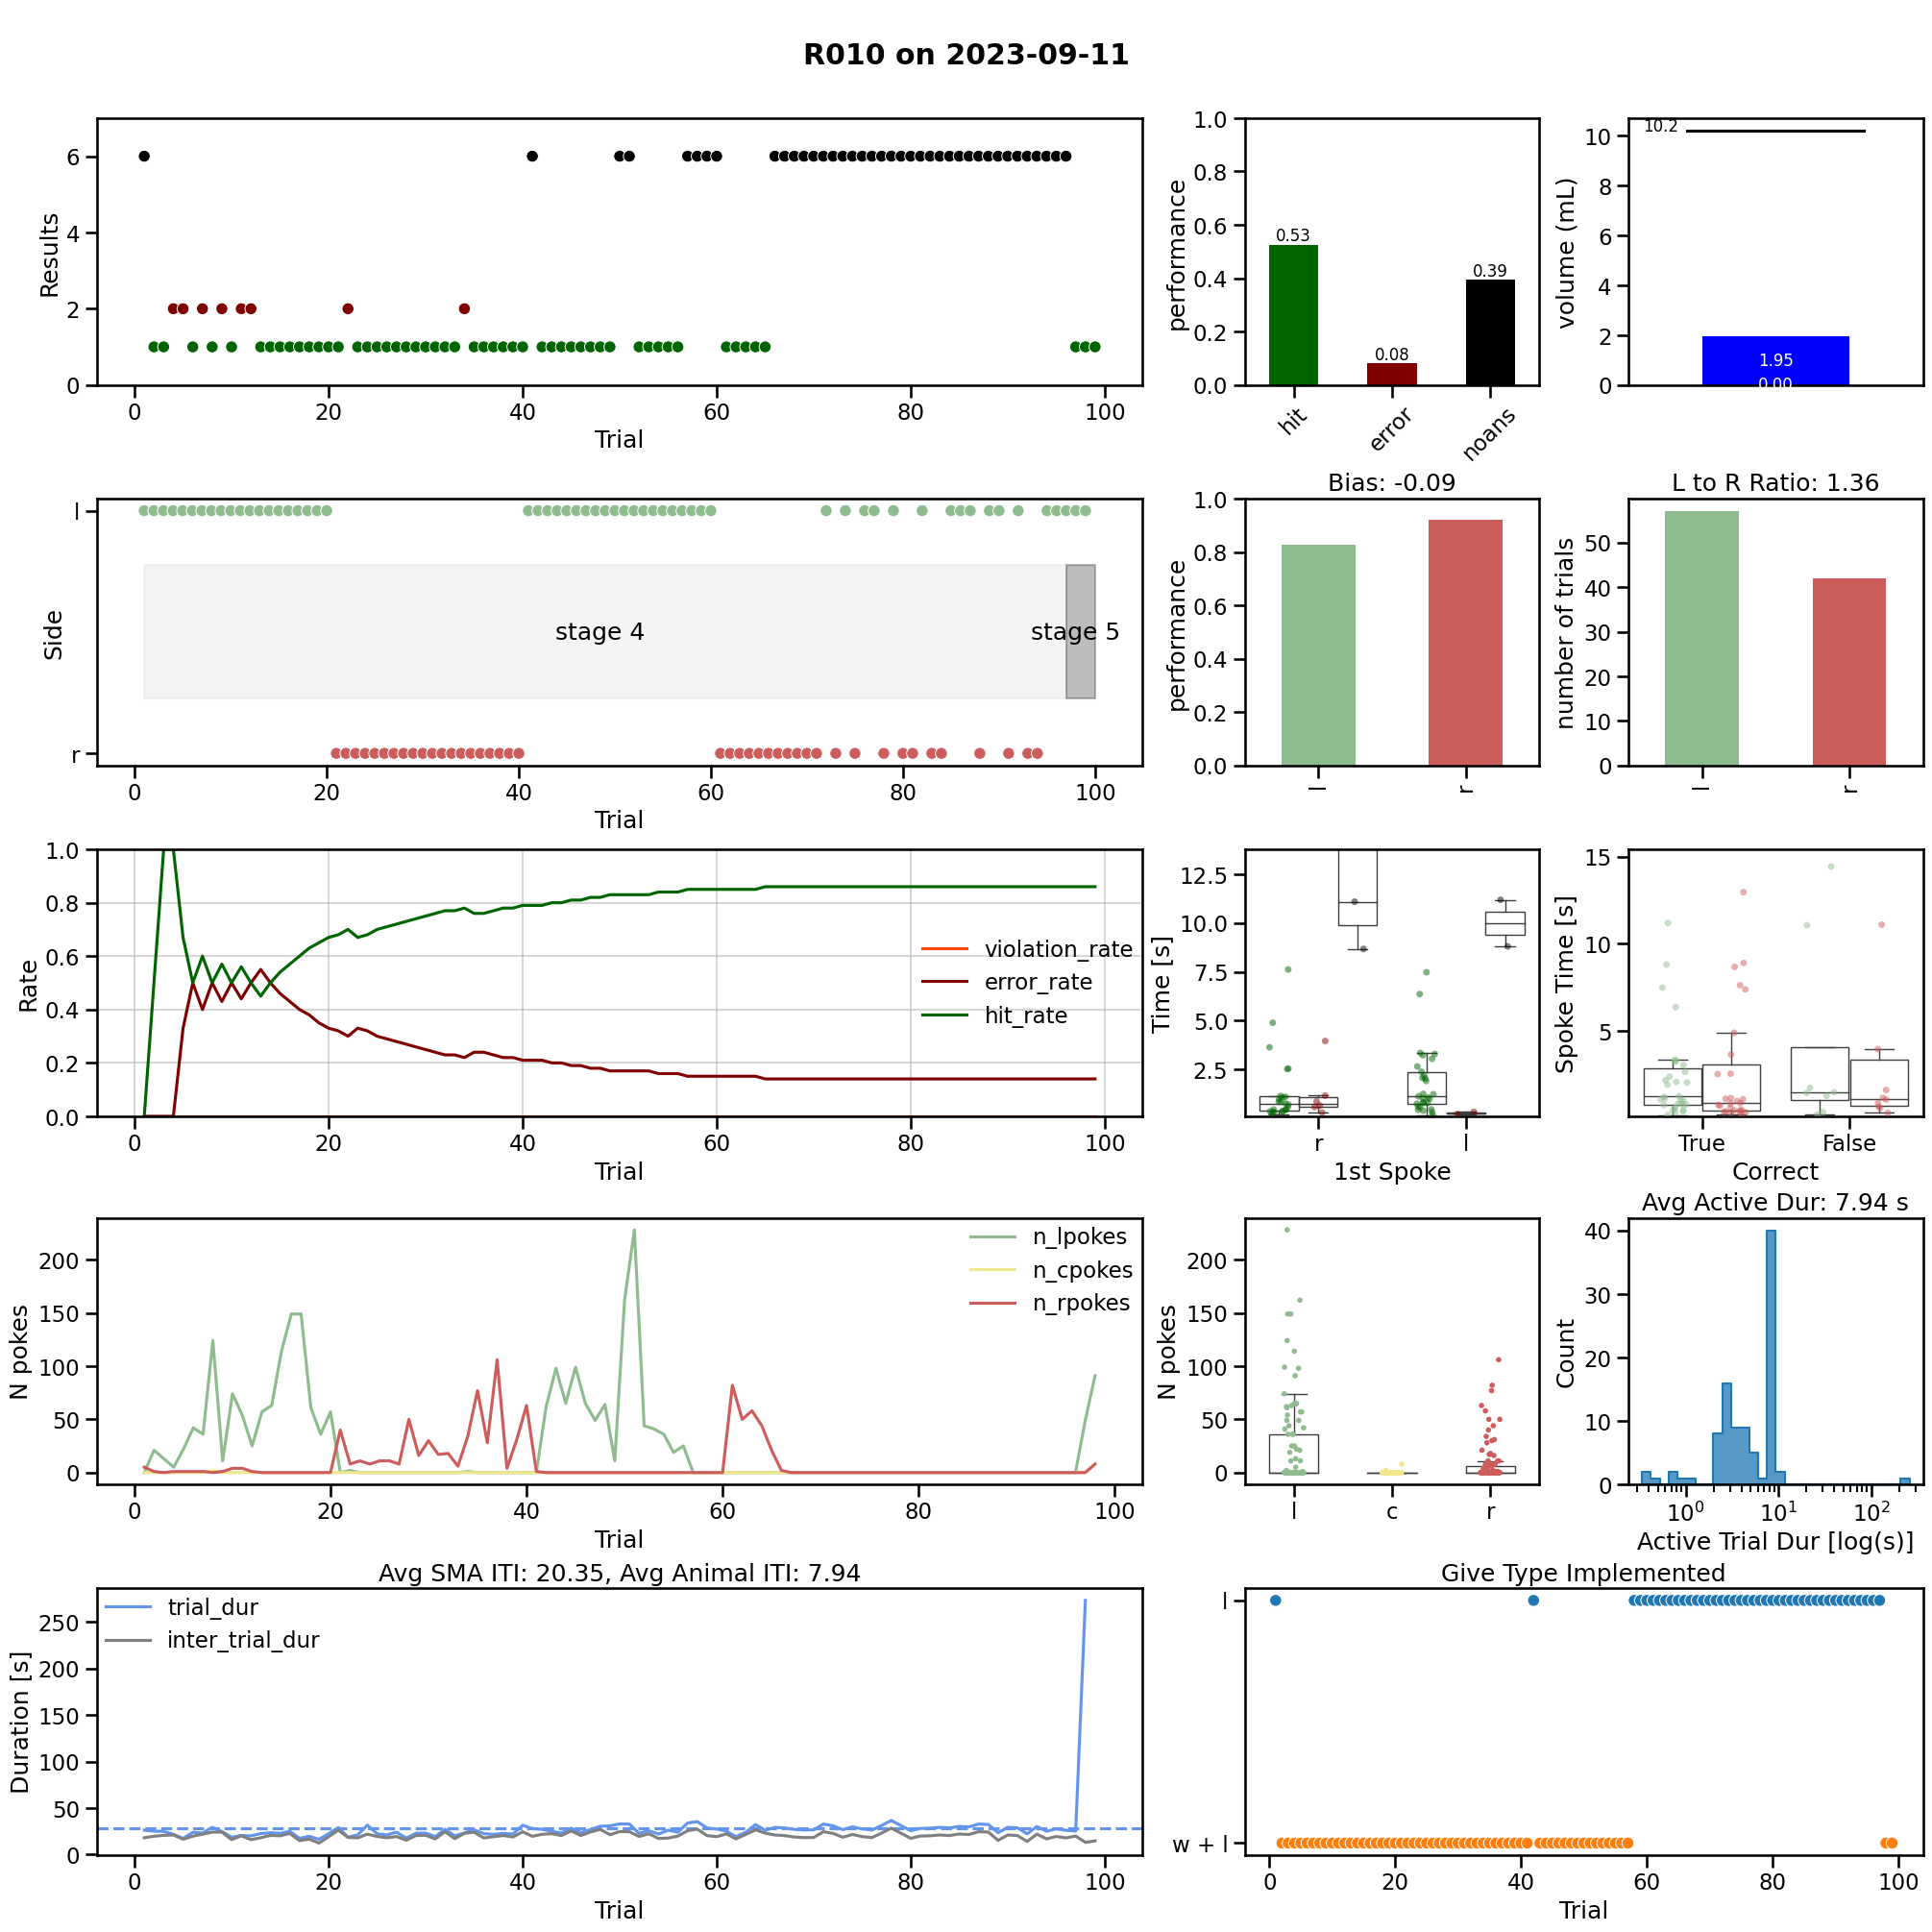 R010 on 2023-09-11
Results
6
4
2
0
0 20 40 60 80 100
Trial
performance
1.0
0.8
0.6
0.4
0.2
0.0
0.53
0.08
0.39
hit
error
noans
volume (mL)
10
8
6
4
2
0
10.2
1.95
0.00
Side
l
r
stage 4
stage 5
0 20 40 60 80 100
Trial
Bias: -0.09
performance
1.0
0.8
0.6
0.4
0.2
0.0
l r
L to R Ratio: 1.36
number of trials
50
40
30
20
10
0
l r
Rate
1.0
0.8
0.6
0.4
0.2
0.0
violation_rate
error_rate
hit_rate
0 20 40 60 80 100
Trial
Time [s]
12.5
10.0
7.5
5.0
2.5
r l
1st Spoke
Spoke Time [s]
15
10
5
True False
Correct
N pokes
200
150
100
50
0
n_lpokes
n_cpokes
n_rpokes
0 20 40 60 80 100
Trial
N pokes
200
150
100
50
0
l c r
Avg Active Dur: 7.94 s
Count
40
30
20
10
0
10⁰ 10¹ 10²
Active Trial Dur [log(s)]
Avg SMA ITI: 20.35, Avg Animal ITI: 7.94
Duration [s]
250
200
150
100
50
0
trial_dur
inter_trial_dur
0 20 40 60 80 100
Trial
Give Type Implemented
l
w + l
0 20 40 60 80 100
Trial